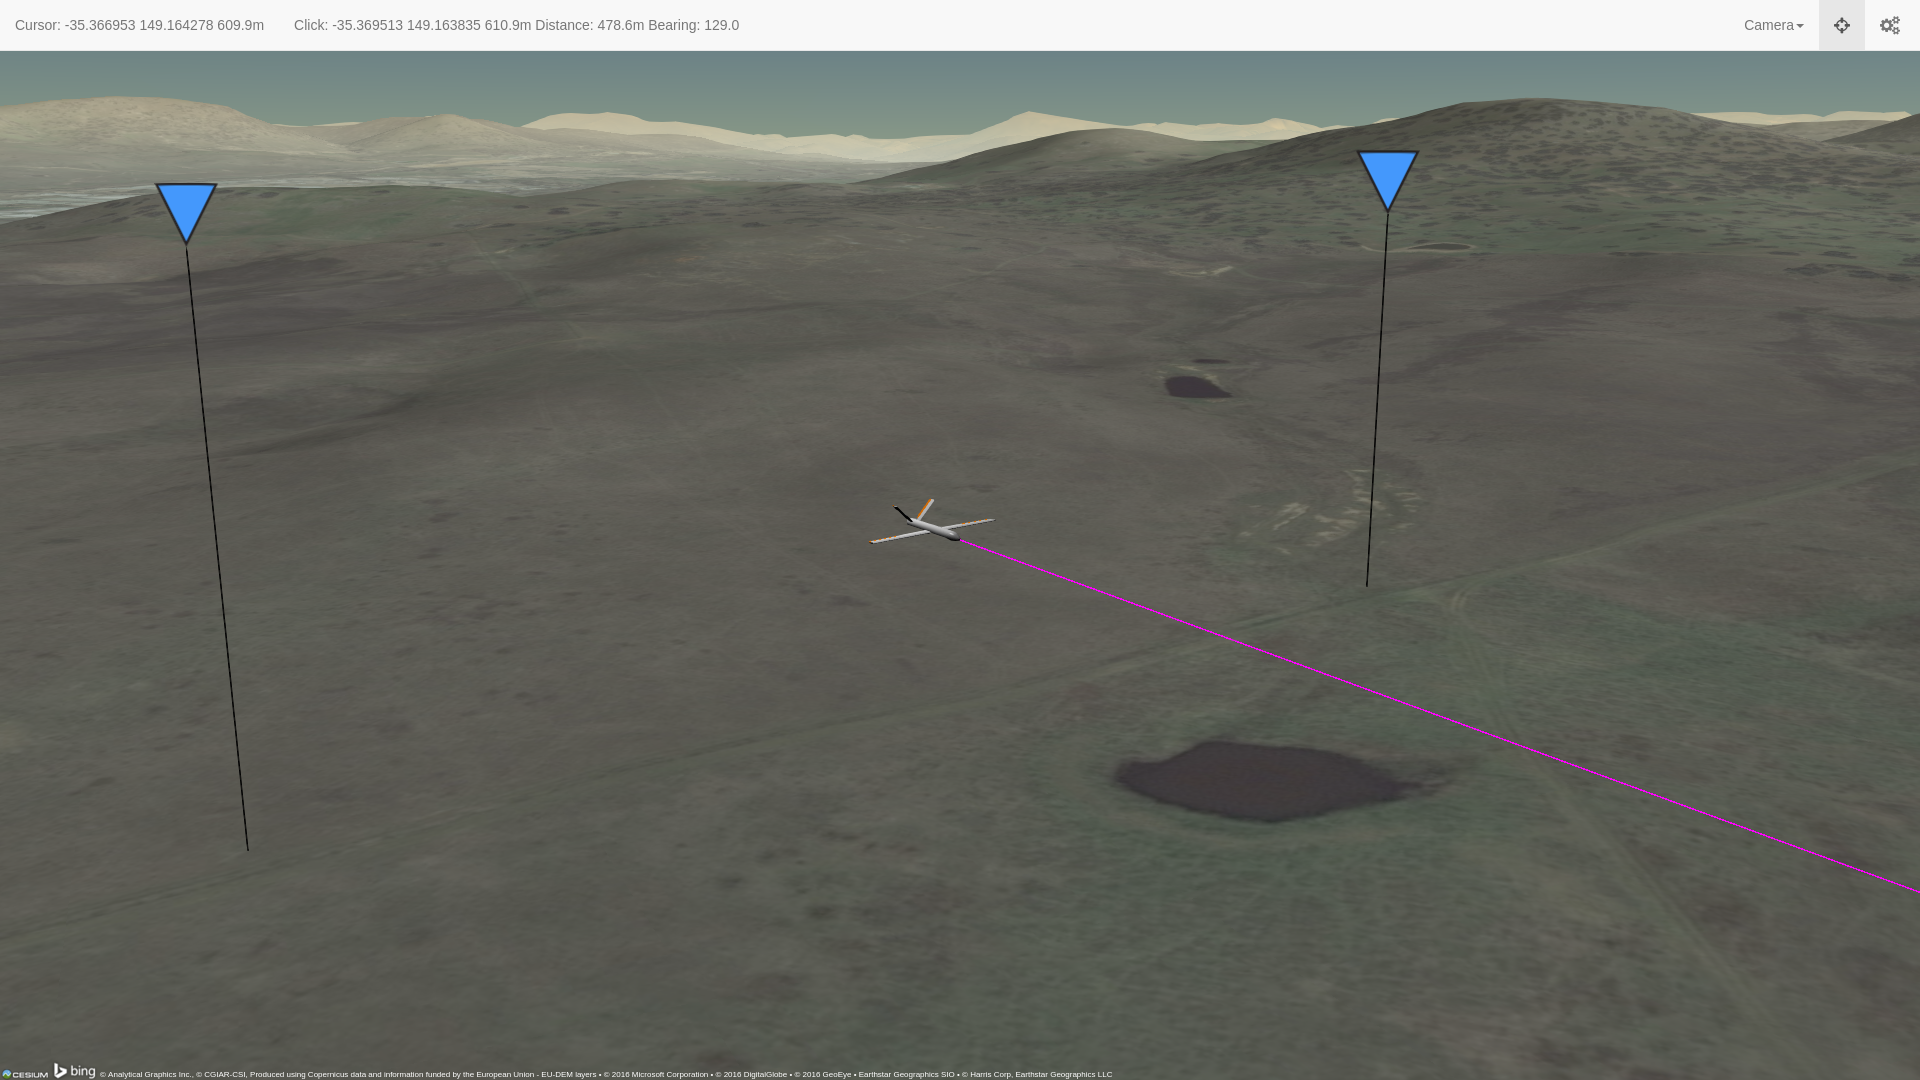 Cursor: -35.366953 149.164278 609.9m Click: -35.369513 149.163835 610.9m Distance: 478.6m Bearing: 129.0 Camera
CESIUM bing © Analytical Graphics Inc., © CGIAR-CSI, Produced using Copernicus data and information funded by the European Union - EU-DEM layers • © 2016 Microsoft Corporation • © 2016 DigitalGlobe • © 2016 GeoEye • Earthstar Geographics SIO • © Harris Corp, Earthstar Geographics LLC